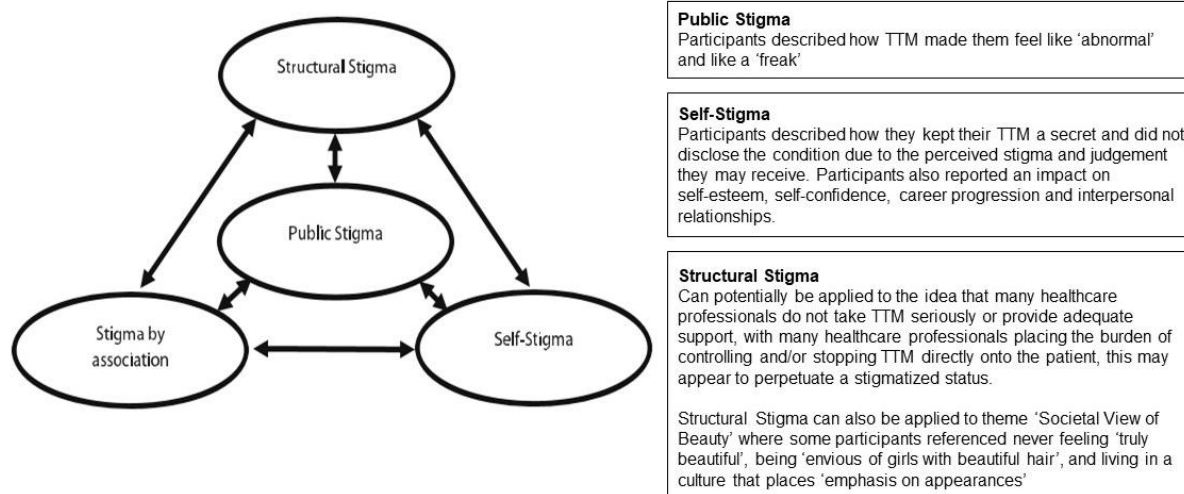 Structural Stigma
Public Stigma
Stigma by
association
Self-Stigma
Public Stigma
Participants described how TTM made them feel like ‘abnormal’
and like a ‘freak’
Self-Stigma
Participants described how they kept their TTM a secret and did not
disclose the condition due to the perceived stigma and judgement
they may receive. Participants also reported an impact on
self-esteem, self-confidence, career progression and interpersonal
relationships.
Structural Stigma
Can potentially be applied to the idea that many healthcare
professionals do not take TTM seriously or provide adequate
support, with many healthcare professionals placing the burden of
controlling and/or stopping TTM directly onto the patient, this may
appear to perpetuate a stigmatized status.
Structural Stigma can also be applied to theme ‘Societal View of
Beauty’ where some participants referenced never feeling ‘truly
beautiful’, being ‘envious of girls with beautiful hair’, and living in a
culture that places ‘emphasis on appearances’